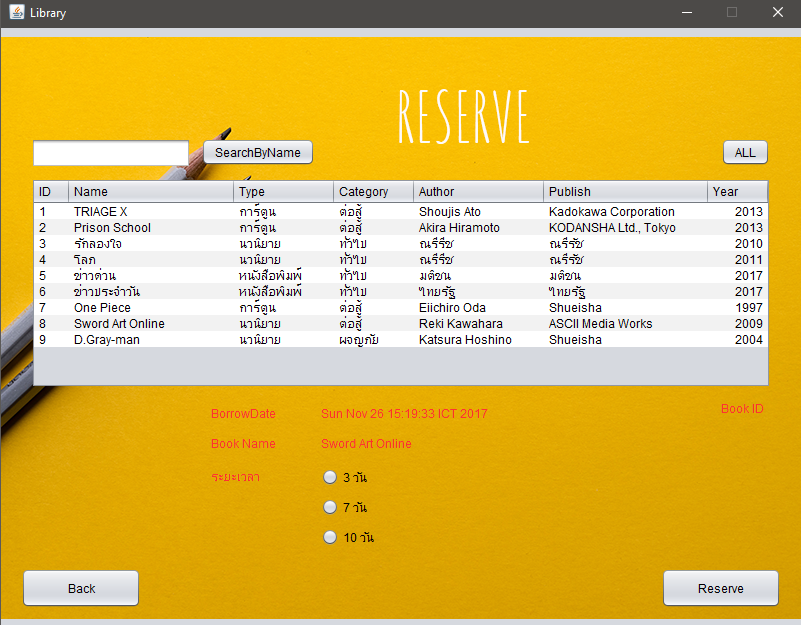 Library
RESERVE
SearchByName
ALL
ID Name Type Category Author Publish Year
1 TRIAGE X การ์ตูน ต่อสู้ Shoujis Ato Kadokawa Corporation 2013
2 Prison School การ์ตูน ต่อสู้ Akira Hiramoto KODANSHA Ltd., Tokyo 2013
3 รักลองใจ นวนิยาย ทั่วไป ณรีรัช ณรีรัช 2010
4 โลภ นวนิยาย ทั่วไป ณรีรัช ณรีรัช 2011
5 ข่าวด่วน หนังสือพิมพ์ ทั่วไป มติชน มติชน 2017
6 ข่าวประจำวัน หนังสือพิมพ์ ทั่วไป ไทยรัฐ ไทยรัฐ 2017
7 One Piece การ์ตูน ต่อสู้ Eiichiro Oda Shueisha 1997
8 Sword Art Online นวนิยาย ต่อสู้ Reki Kawahara ASCII Media Works 2009
9 D.Gray-man นวนิยาย ผจญภัย Katsura Hoshino Shueisha 2004
BorrowDate Sun Nov 26 15:19:33 ICT 2017
Book ID
Book Name Sword Art Online
ระยะเวลา 3 วัน
7 วัน
10 วัน
Back Reserve